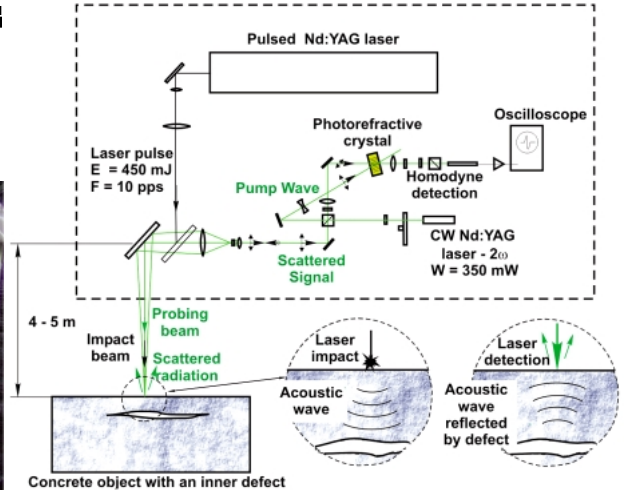 Pulsed Nd:YAG laser
Oscilloscope
Photorefractive
crystal
Laser pulse
E = 450 mJ
F = 10 pps
Homodyne
detection
Pump Wave
CW Nd:YAG
laser - 2ω
W = 350 mW
Scattered
Signal
4 - 5 m
Probing
beam
Impact
beam
Scattered
radiation
Laser
impact
Acoustic
wave
Laser
detection
Acoustic
wave
reflected
by defect
Concrete object with an inner defect